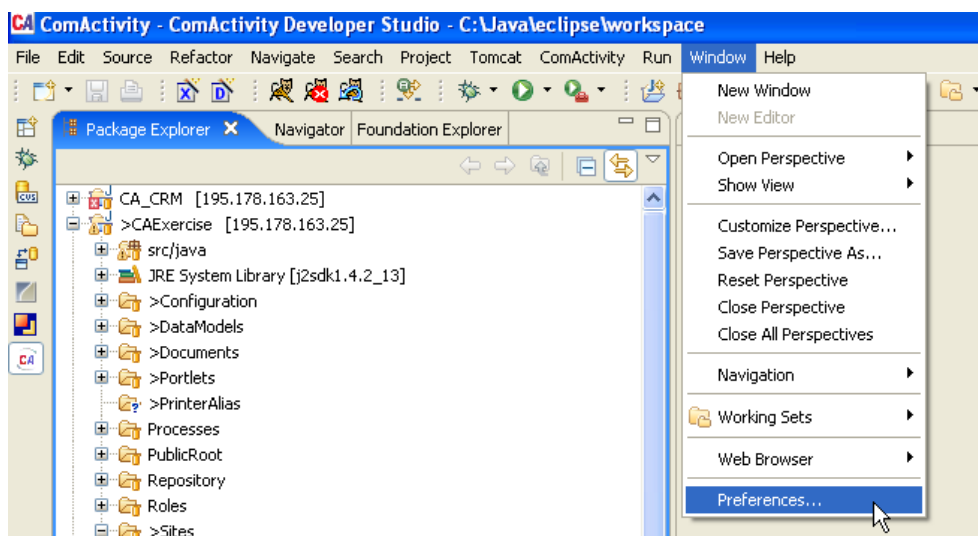 CA ComActivity - ComActivity Developer Studio - C:\Java\eclipse\workspace
File Edit Source Refactor Navigate Search Project Tomcat ComActivity Run Window Help
Package Explorer Navigator Foundation Explorer
CVS
CA
CA_CRM [195.178.163.25]
>CAExercise [195.178.163.25]
src/java
JRE System Library [j2sdk1.4.2_13]
>Configuration
>DataModels
>Documents
>Portlets
>PrinterAlias
Processes
PublicRoot
Repository
Roles
>Sites
New Window
New Editor
Open Perspective
Show View
Customize Perspective...
Save Perspective As...
Reset Perspective
Close Perspective
Close All Perspectives
Navigation
Working Sets
Web Browser
Preferences...